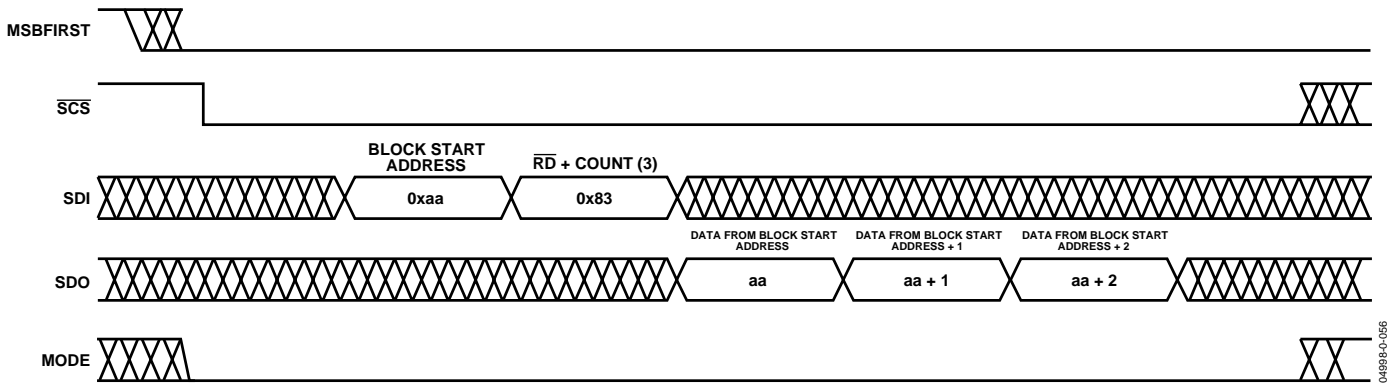 MSBFIRST
SCS
BLOCK START
ADDRESS
RD + COUNT (3)
SDI
0xaa
0x83
DATA FROM BLOCK START
ADDRESS
DATA FROM BLOCK START
ADDRESS + 1
DATA FROM BLOCK START
ADDRESS + 2
SDO
aa
aa + 1
aa + 2
MODE
04998-0-056